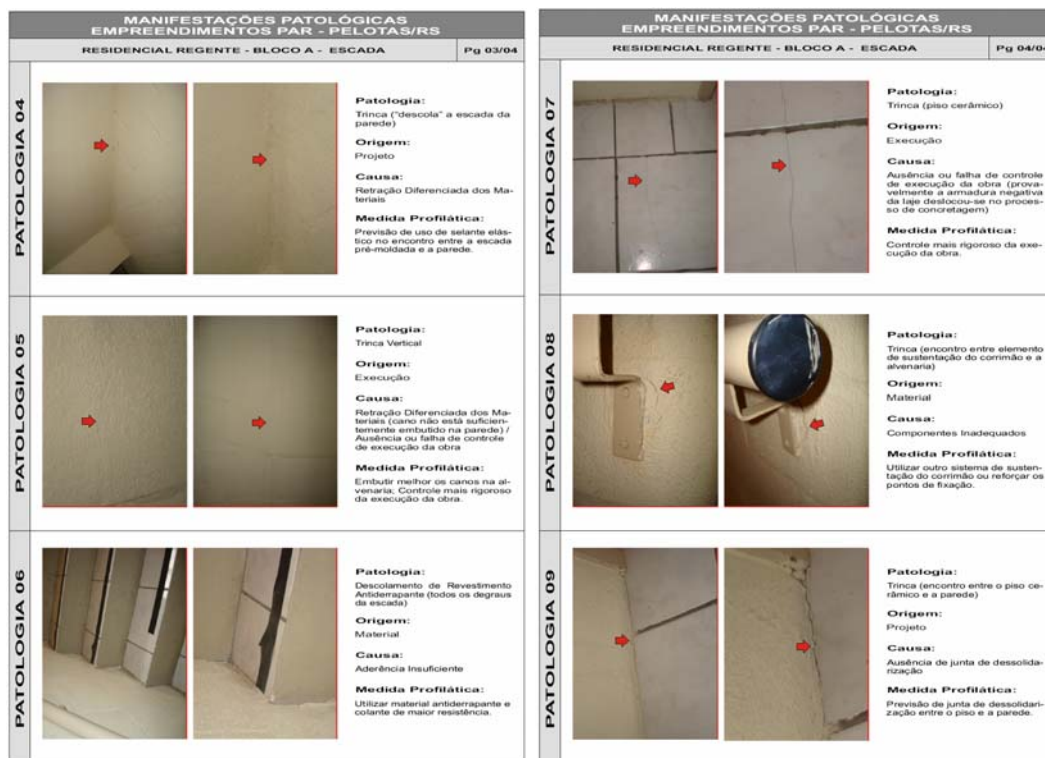 MANIFESTAÇÕES PATOLÓGICAS
EMPREENDIMENTOS PAR - PELOTAS/RS
RESIDENCIAL REGENTE - BLOCO A - ESCADA
Pg 03/04
PATOLOGIA 04
Patologia:
Trinca ("descola" a escada da
parede)
Origem:
Projeto
Causa:
Retração Diferenciada dos Ma-
teriais
Medida Profilática:
Previsão de uso de selante elás-
tico no encontro entre a escada
pré-moldada e a parede.
PATOLOGIA 05
Patologia:
Trinca Vertical
Origem:
Execução
Causa:
Retração Diferenciada dos Ma-
teriais (cano não está suficien-
temente embutido na parede) /
Ausência ou falha de controle
de execução da obra
Medida Profilática:
Embutir melhor os canos na al-
venaria; Controle mais rigoroso
da execução da obra.
PATOLOGIA 06
Patologia:
Descolamento de Revestimento
Antiderrapante (todos os degraus
da escada)
Origem:
Material
Causa:
Aderência Insuficiente
Medida Profilática:
Utilizar material antiderrapante e
colante de maior resistência.
MANIFESTAÇÕES PATOLÓGICAS
EMPREENDIMENTOS PAR - PELOTAS/RS
RESIDENCIAL REGENTE - BLOCO A - ESCADA
Pg 04/04
PATOLOGIA 07
Patologia:
Trinca (piso cerâmico)
Origem:
Execução
Causa:
Ausência ou falha de controle
de execução da obra (prova-
velmente a armadura negativa
da laje deslocou-se no proces-
so de concretagem)
Medida Profilática:
Controle mais rigoroso da exe-
cução da obra.
PATOLOGIA 08
Patologia:
Trinca (encontro entre elemento
de sustentação do corrimão e a
alvenaria)
Origem:
Material
Causa:
Componentes Inadequados
Medida Profilática:
Utilizar outro sistema de susten-
tação do corrimão ou reforçar os
pontos de fixação.
PATOLOGIA 09
Patologia:
Trinca (encontro entre o piso ce-
râmico e a parede)
Origem:
Projeto
Causa:
Ausência de junta de dessolida-
rização
Medida Profilática:
Previsão de junta de dessolidari-
zação entre o piso e a parede.